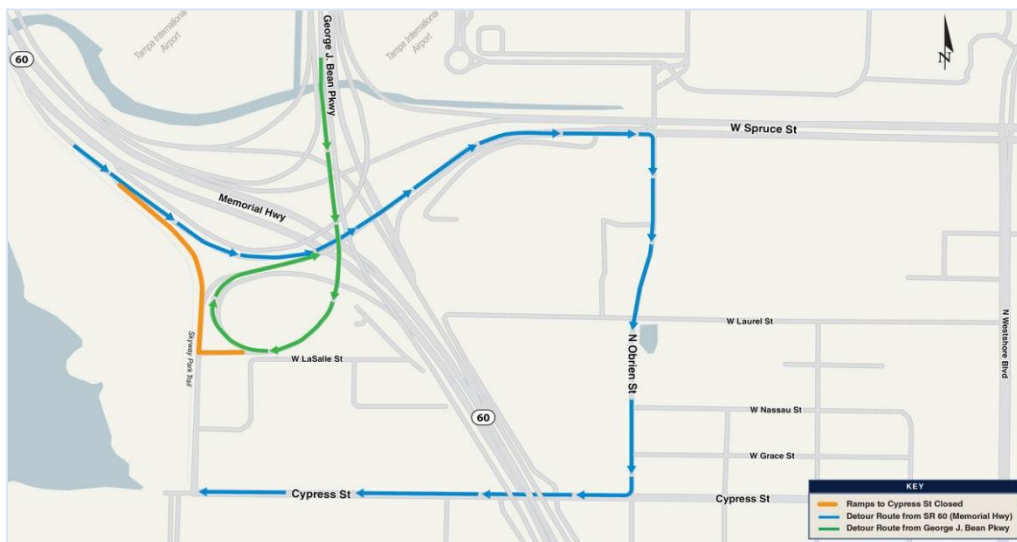 Tampa International
Airport
George J. Bean Pkwy
Tampa International
Airport
N
60
W Spruce St
Memorial Hwy
N Westshore Blvd
W Laurel St
Skyway Park Trail
N Obrien St
W LaSalle St
W Nassau St
60
W Grace St
Cypress St
Cypress St
KEY
Ramps to Cypress St Closed
Detour Route from SR 60 (Memorial Hwy)
Detour Route from George J. Bean Pkwy